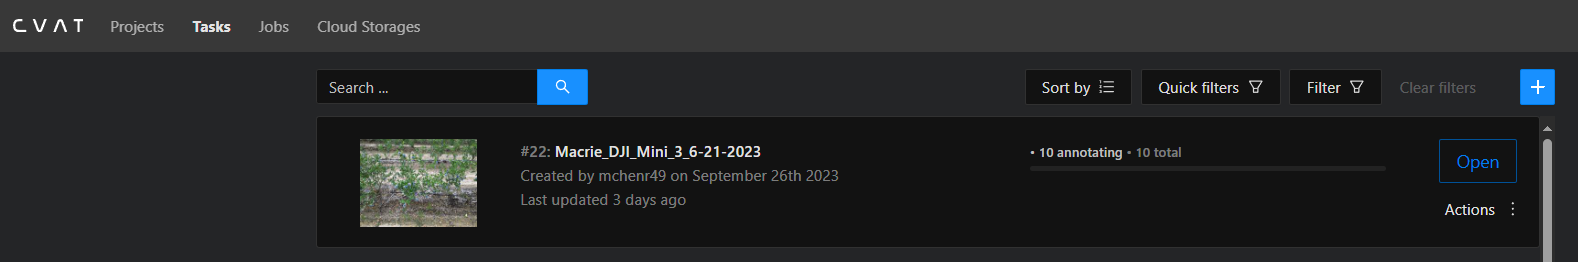 CVAT Projects Tasks Jobs Cloud Storages
Search ... Sort by Quick filters Filter Clear filters +
#22: Macrie_DJI_Mini_3_6-21-2023 • 10 annotating • 10 total
Created by mchenr49 on September 26th 2023 Open
Last updated 3 days ago
Actions